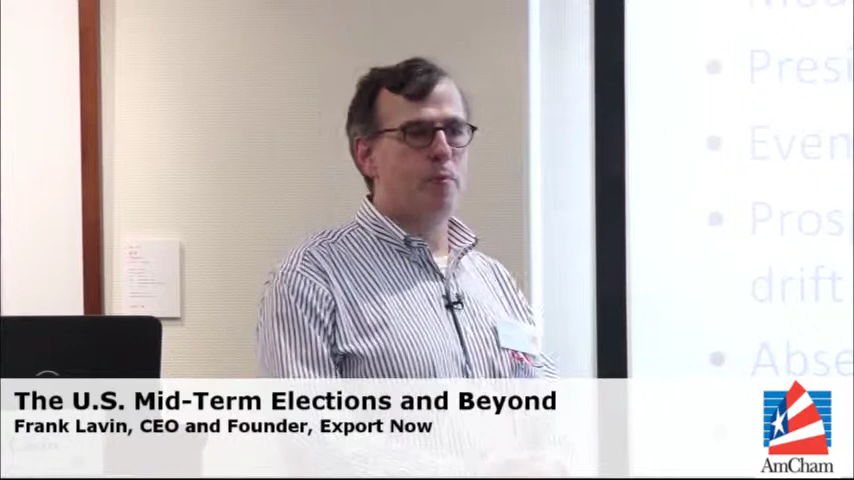 Presi
Even
Pros
drift
Abse
The U.S. Mid-Term Elections and Beyond
Frank Lavin, CEO and Founder, Export Now
AmCham